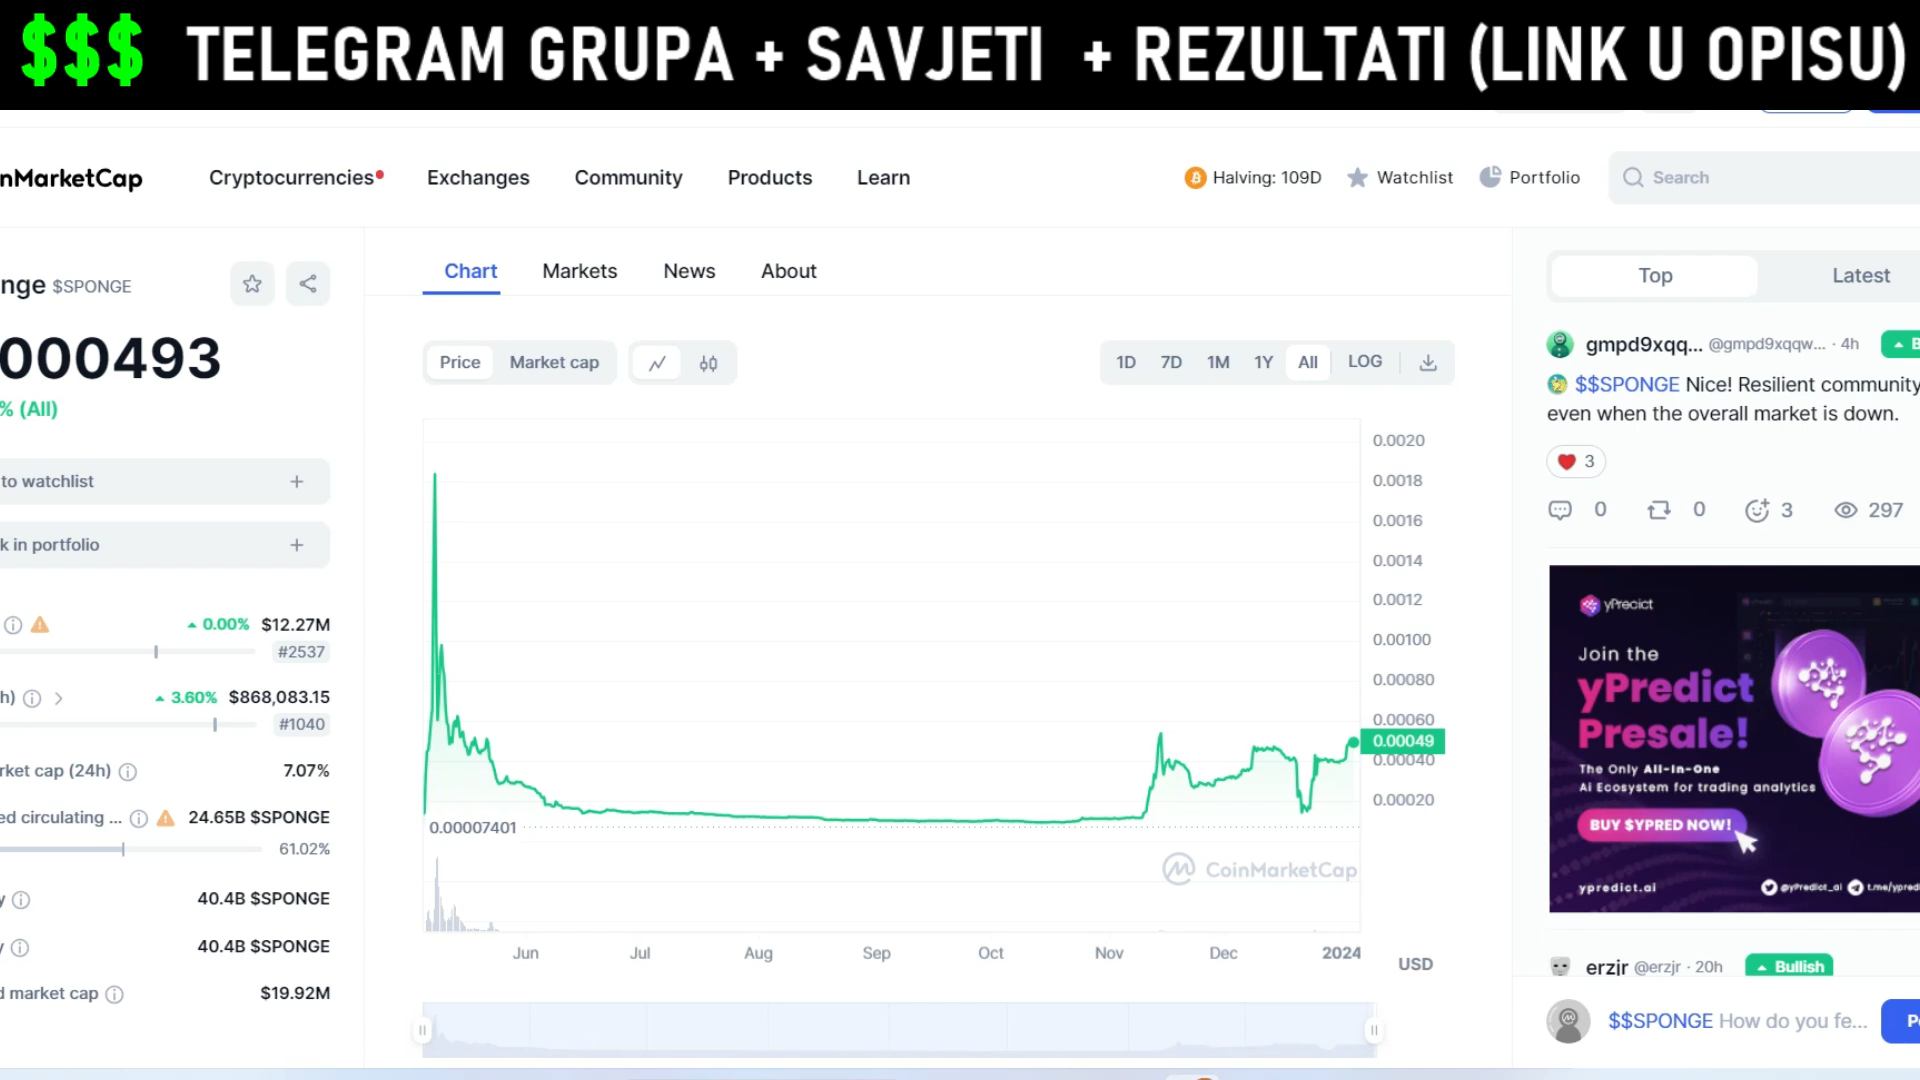 $$$ TELEGRAM GRUPA + SAVJETI + REZULTATI (LINK U OPISU)
nMarketCap
Cryptocurrencies
Exchanges
Community
Products
Learn
Halving: 109D
Watchlist
Portfolio
Search
nge $SPONGE
000493
% (All)
to watchlist +
k in portfolio +
0.00% $12.27M
#2537
h) 3.60% $868,083.15
#1040
rket cap (24h) 7.07%
ed circulating ... 24.65B $SPONGE
61.02%
y 40.4B $SPONGE
y 40.4B $SPONGE
d market cap $19.92M
Chart Markets News About
Price Market cap
1D 7D 1M 1Y All LOG
0.0020
0.0018
0.0016
0.0014
0.0012
0.00100
0.00080
0.00060
0.00049
0.00040
0.00020
0.00007401
CoinMarketCap
Jun Jul Aug Sep Oct Nov Dec 2024
USD
Top Latest
gmpd9xqq... @gmpd9xqqw... · 4h B
$$SPONGE Nice! Resilient community
even when the overall market is down.
3
0 0 3 297
yPredict
Join the
yPredict
Presale!
The Only All-In-One
Ai Ecosystem for trading analytics
BUY $YPRED NOW!
ypredict.ai
@yPredict_ai t.me/ypred
erzjr @erzjr · 20h Bullish
$$SPONGE How do you fe...
P